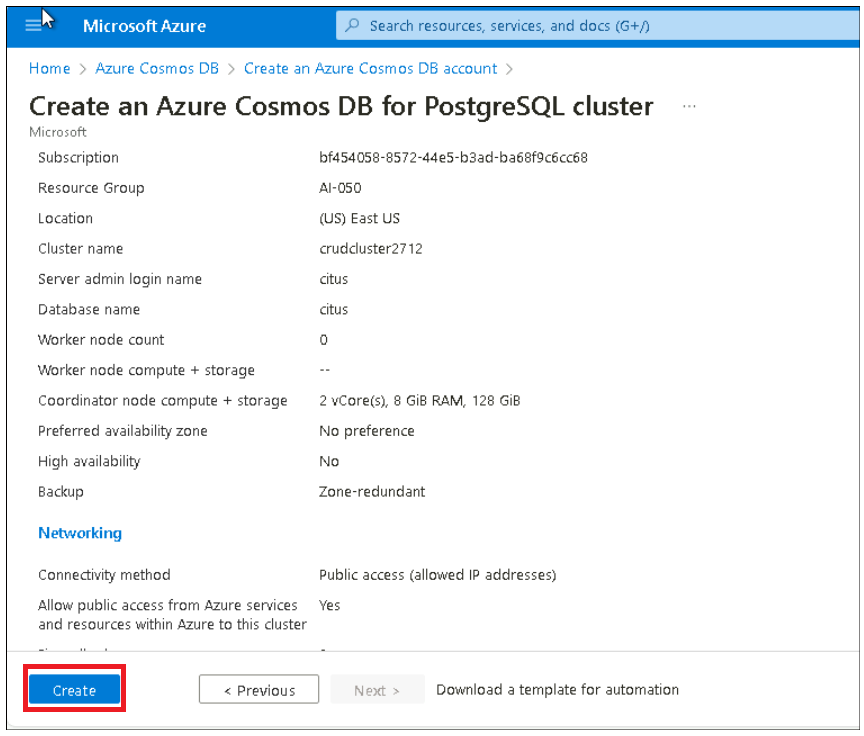 Microsoft Azure
Search resources, services, and docs (G+/)
Home > Azure Cosmos DB > Create an Azure Cosmos DB account >
Create an Azure Cosmos DB for PostgreSQL cluster ...
Microsoft
Subscription bf454058-8572-44e5-b3ad-ba68f9c6cc68
Resource Group AI-050
Location (US) East US
Cluster name crudcluster2712
Server admin login name citus
Database name citus
Worker node count 0
Worker node compute + storage --
Coordinator node compute + storage 2 vCore(s), 8 GiB RAM, 128 GiB
Preferred availability zone No preference
High availability No
Backup Zone-redundant
Networking
Connectivity method Public access (allowed IP addresses)
Allow public access from Azure services Yes
and resources within Azure to this cluster
Create
< Previous
Next >
Download a template for automation